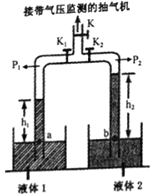 接带气压监测的抽气机
K
K₁ K₂
P₁ P₂
h₁ h₂
a b
液体1 液体2